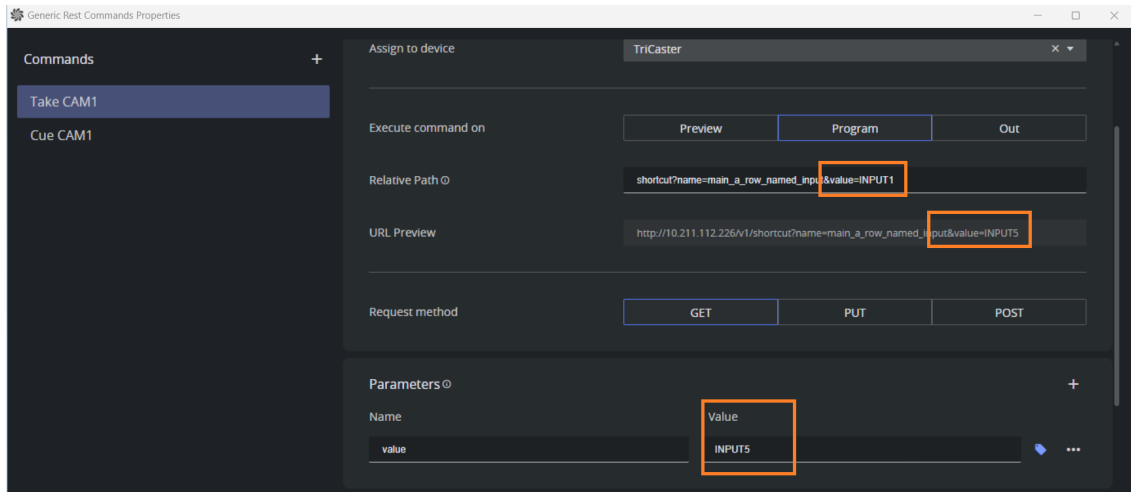 Generic Rest Commands Properties
Commands +
Take CAM1
Cue CAM1
Assign to device
TriCaster
Execute command on
Preview Program Out
Relative Path
shortcut?name=main_a_row_named_input&value=INPUT1
URL Preview
http://10.211.112.226/v1/shortcut?name=main_a_row_named_input&value=INPUT5
Request method
GET PUT POST
Parameters +
Name Value
value INPUT5